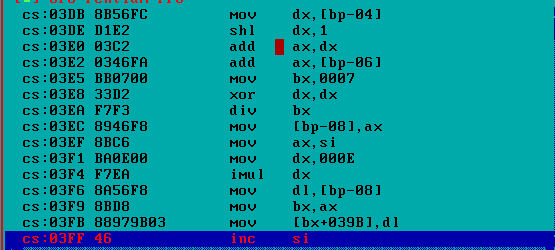 cs:03DB 8B56FC mov dx,[bp-04]
cs:03DE D1E2 shl dx,1
cs:03E0 03C2 add ax,dx
cs:03E2 0346FA add ax,[bp-06]
cs:03E5 BB0700 mov bx,0007
cs:03E8 33D2 xor dx,dx
cs:03EA F7F3 div bx
cs:03EC 8946F8 mov [bp-08],ax
cs:03EF 8BC6 mov ax,si
cs:03F1 BA0E00 mov dx,000E
cs:03F4 F7EA imul dx
cs:03F6 8A56F8 mov dl,[bp-08]
cs:03F9 8BD8 mov bx,ax
cs:03FB 88979B03 mov [bx+039B],dl
cs:03FF 46 inc si